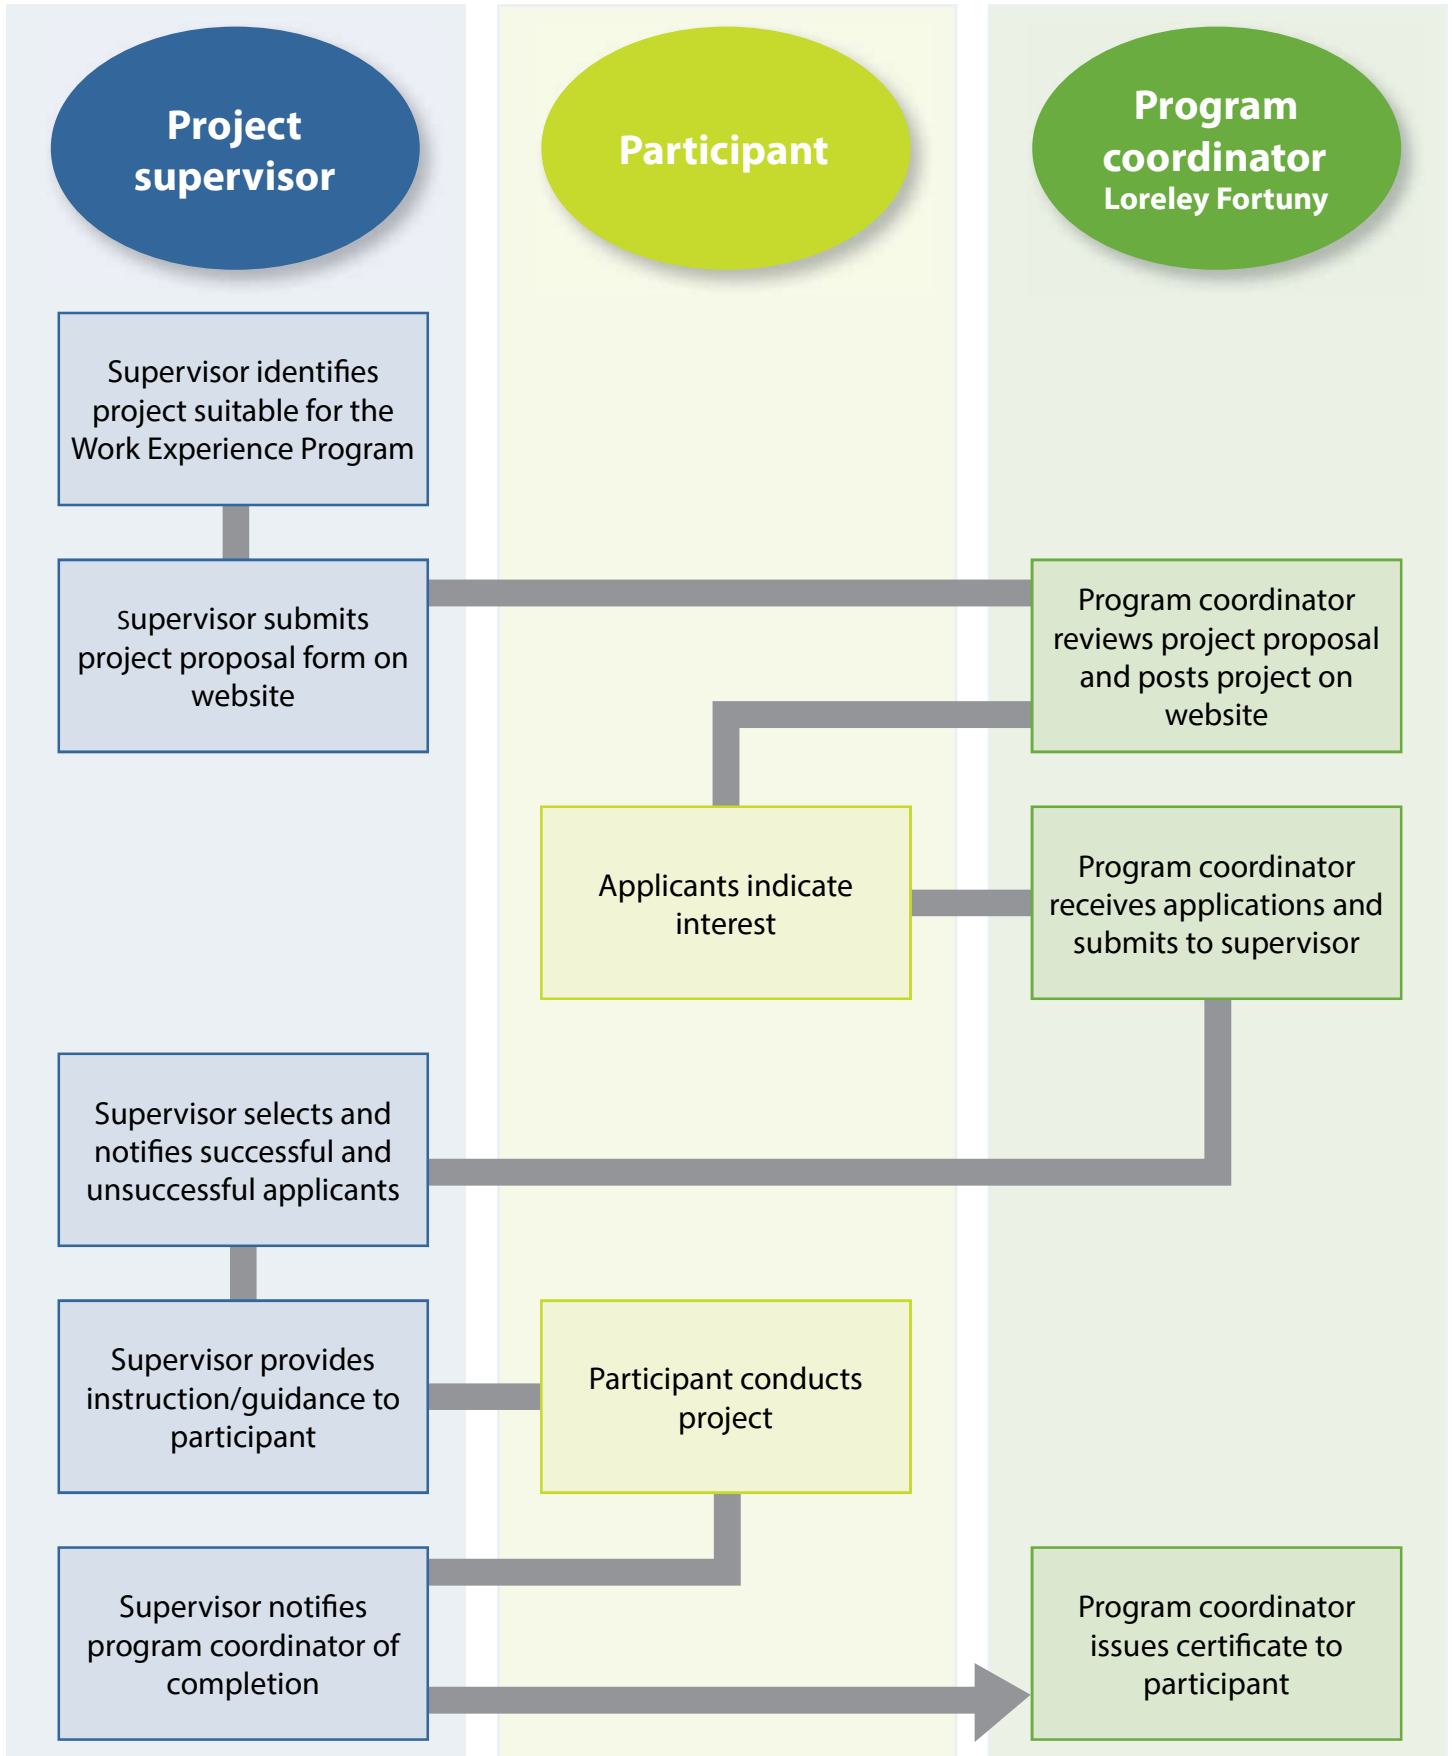 Project
supervisor
Participant
Program
coordinator
Loreley Fortuny
Supervisor identifies
project suitable for the
Work Experience Program
Supervisor submits
project proposal form on
website
Program coordinator
reviews project proposal
and posts project on
website
Applicants indicate
interest
Program coordinator
receives applications and
submits to supervisor
Supervisor selects and
notifies successful and
unsuccessful applicants
Supervisor provides
instruction/guidance to
participant
Participant conducts
project
Supervisor notifies
program coordinator of
completion
Program coordinator
issues certificate to
participant